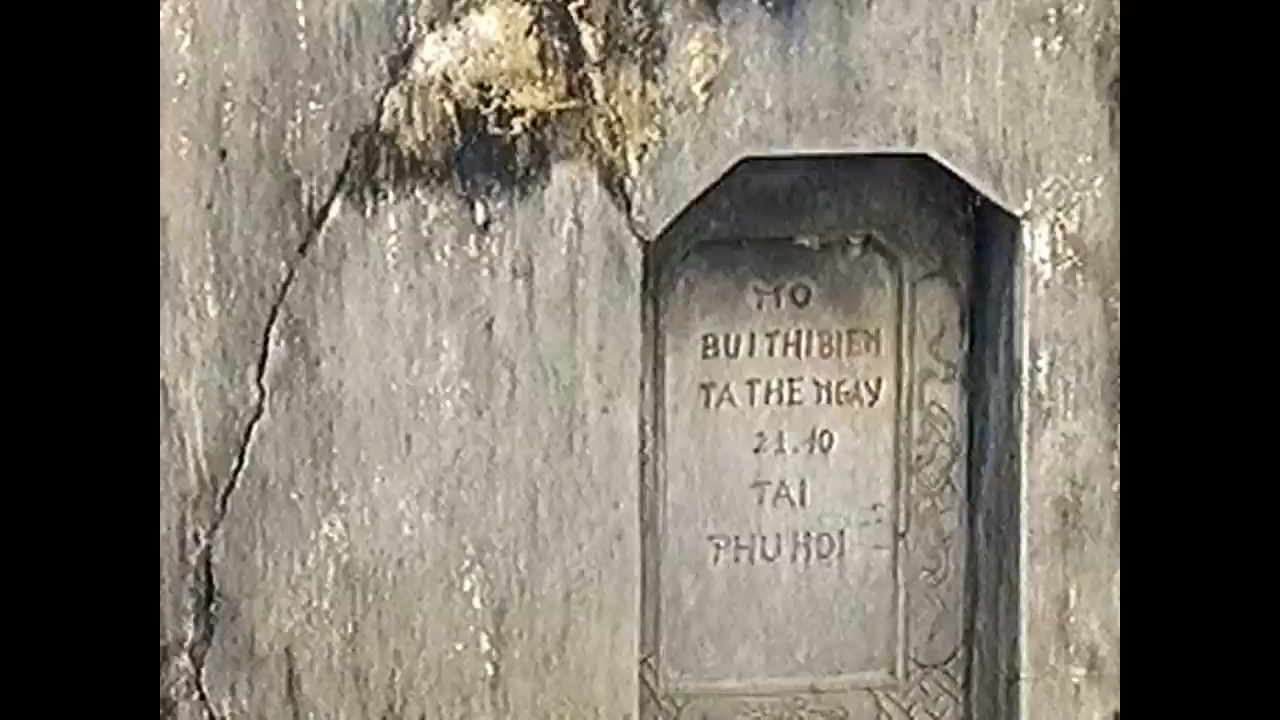 MO
BUI THI BIEN
TA THE NGAY
21.10
TAI
PHU HOI